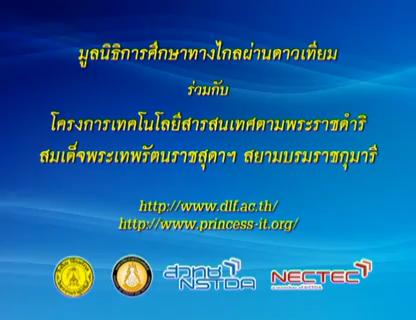 มูลนิธิการศึกษาทางไกลผ่านดาวเทียม
ร่วมกับ
โครงการเทคโนโลยีสารสนเทศตามพระราชดำริ
สมเด็จพระเทพรัตนราชสุดาฯ สยามบรมราชกุมารี
http://www.dlf.ac.th/
http://www.princess-it.org/
สวทช
NSTDA
NECTEC